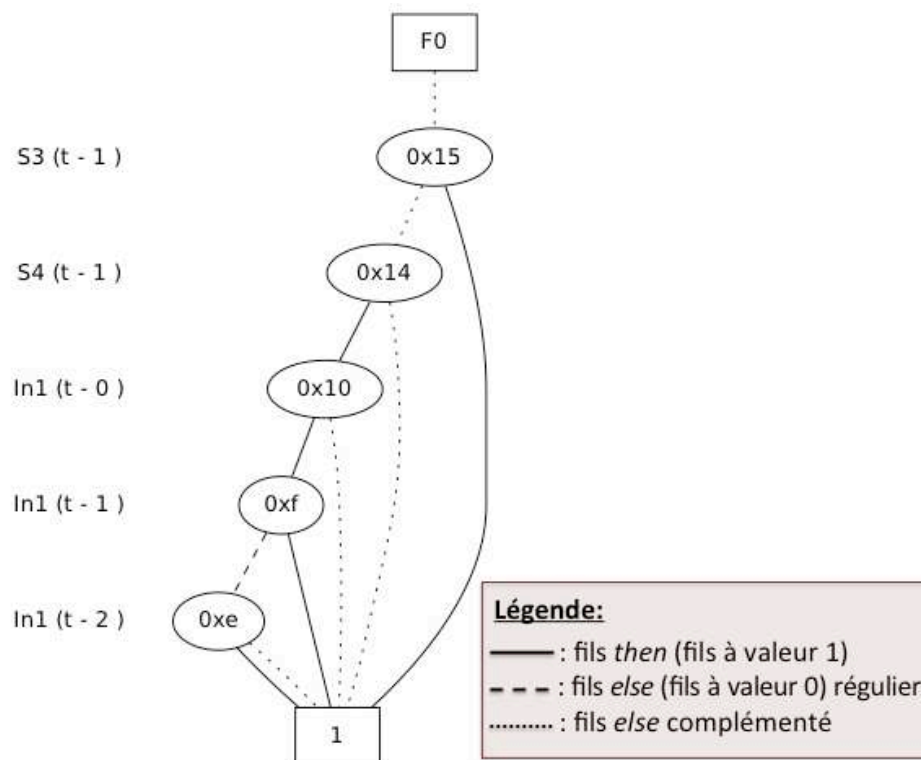 F0
S3 (t - 1 )
0x15
S4 (t - 1 )
0x14
In1 (t - 0 )
0x10
In1 (t - 1 )
0xf
In1 (t - 2 )
0xe
1
Légende:
: fils then (fils à valeur 1)
: fils else (fils à valeur 0) régulier
: fils else complémenté